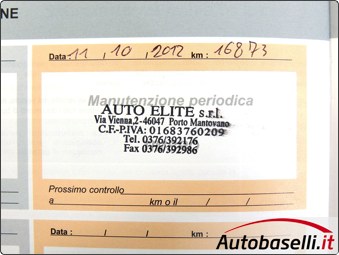 NE
Data: 11, 10, 2012 km: 16873
Manutenzione periodica
AUTO ELITE s.r.l.
Via Vienna,2-46047 Porto Mantovano
C.F.-P.IVA: 01683760209
Tel. 0376/392176
Fax 0376/392986
Prossimo controllo
a km o il / /
Data : / / km :
Autobaselli.it